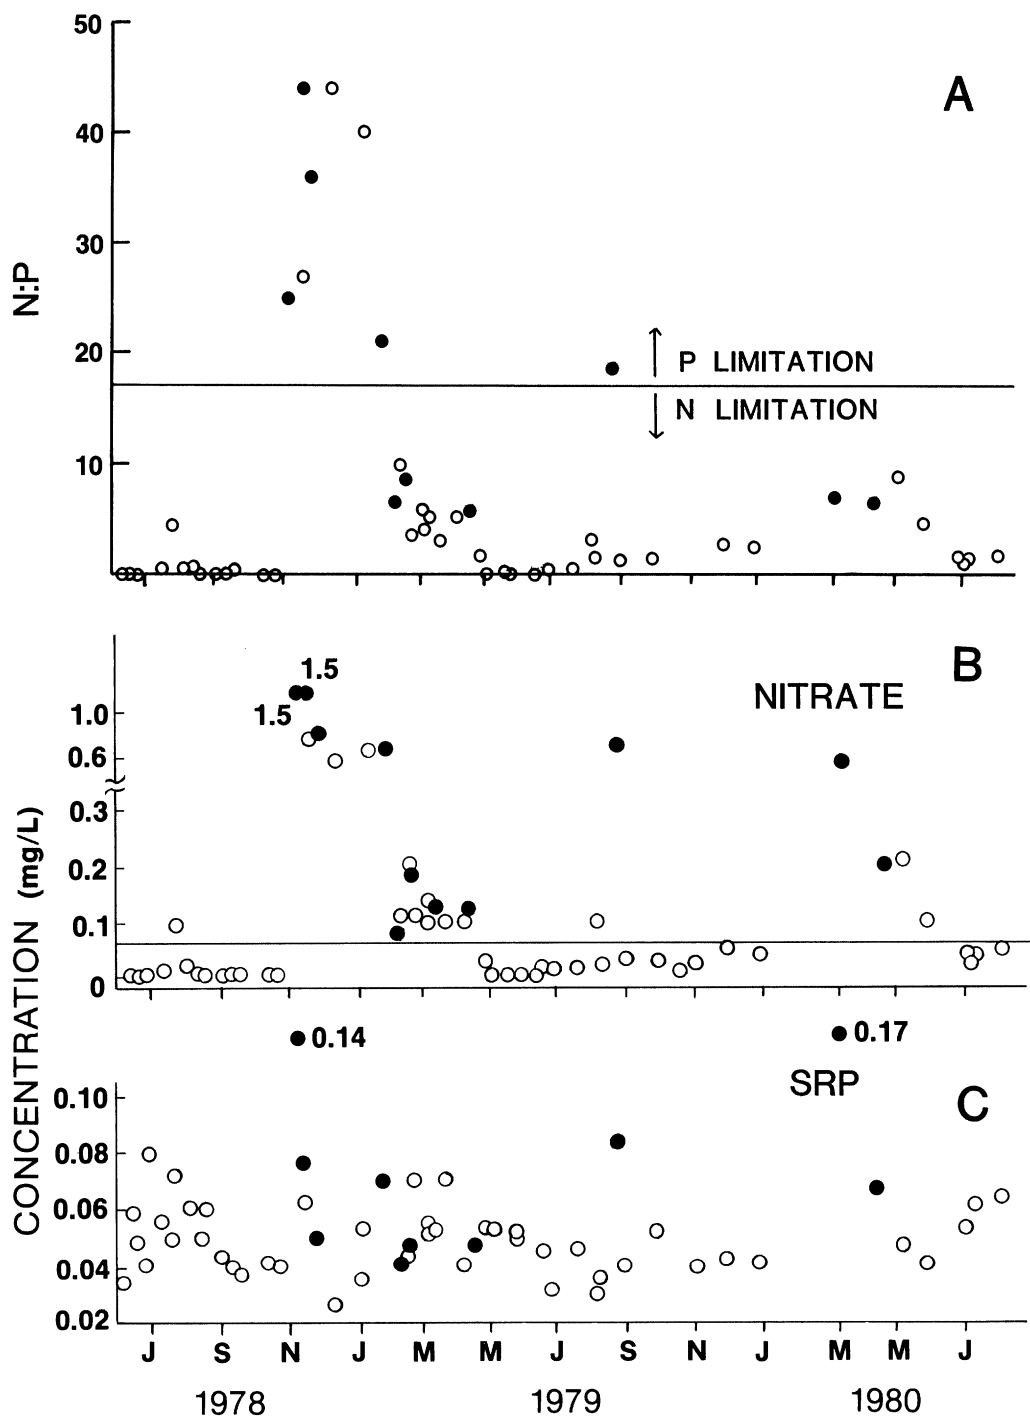 50
A
40
30
N:P
20
P LIMITATION
N LIMITATION
10
B
1.5
NITRATE
1.5
1.0
0.6
0.3
0.2
0.1
0
CONCENTRATION (mg/L)
0.14
0.17
SRP
C
0.10
0.08
0.06
0.04
0.02
J S N J M M J S N J M M J
1978 1979 1980